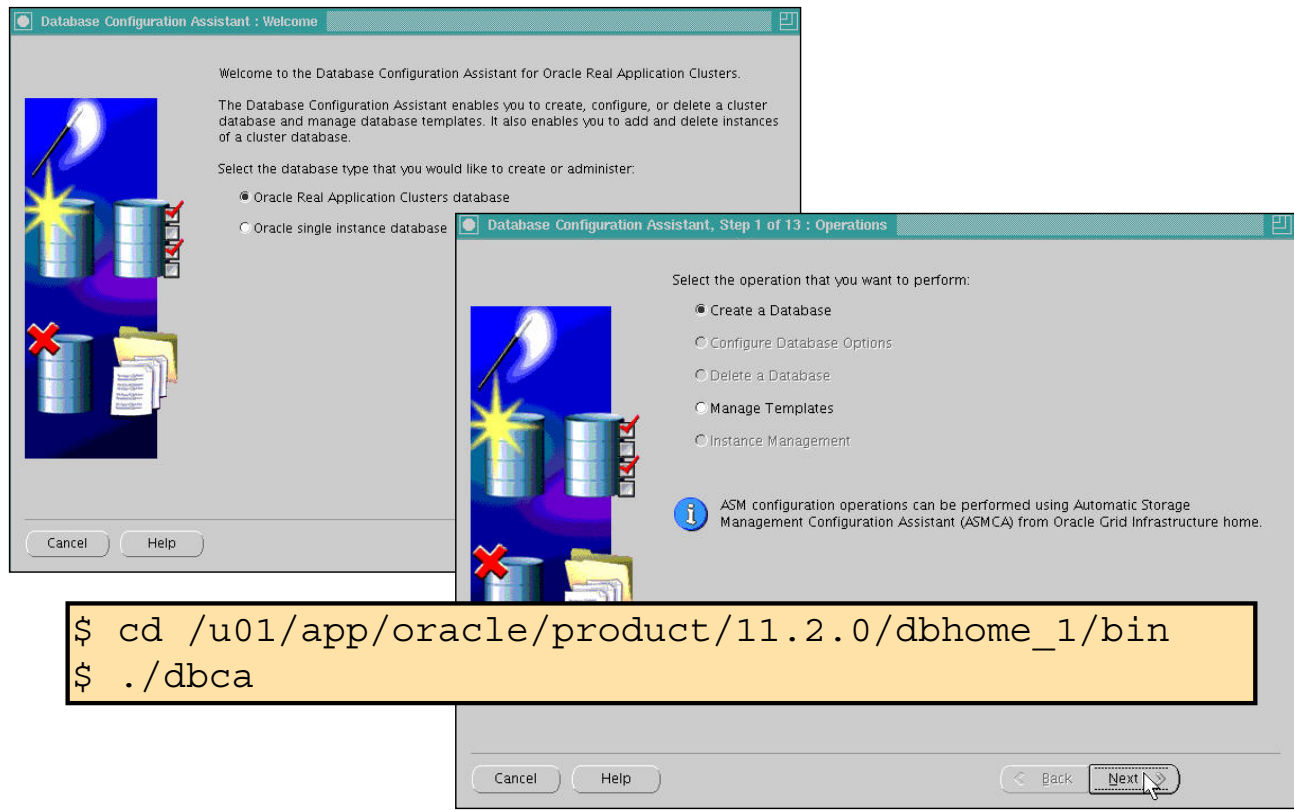 Database Configuration Assistant : Welcome
Welcome to the Database Configuration Assistant for Oracle Real Application Clusters.
The Database Configuration Assistant enables you to create, configure, or delete a cluster
database and manage database templates. It also enables you to add and delete instances
of a cluster database.
Select the database type that you would like to create or administer:
Oracle Real Application Clusters database
Oracle single instance database
Cancel
Help
Database Configuration Assistant, Step 1 of 13 : Operations
Select the operation that you want to perform:
Create a Database
Configure Database Options
Delete a Database
Manage Templates
Instance Management
ASM configuration operations can be performed using Automatic Storage
Management Configuration Assistant (ASMCA) from Oracle Grid Infrastructure home.
$ cd /u01/app/oracle/product/11.2.0/dbhome_1/bin
$ ./dbca
Cancel
Help
Back
Next